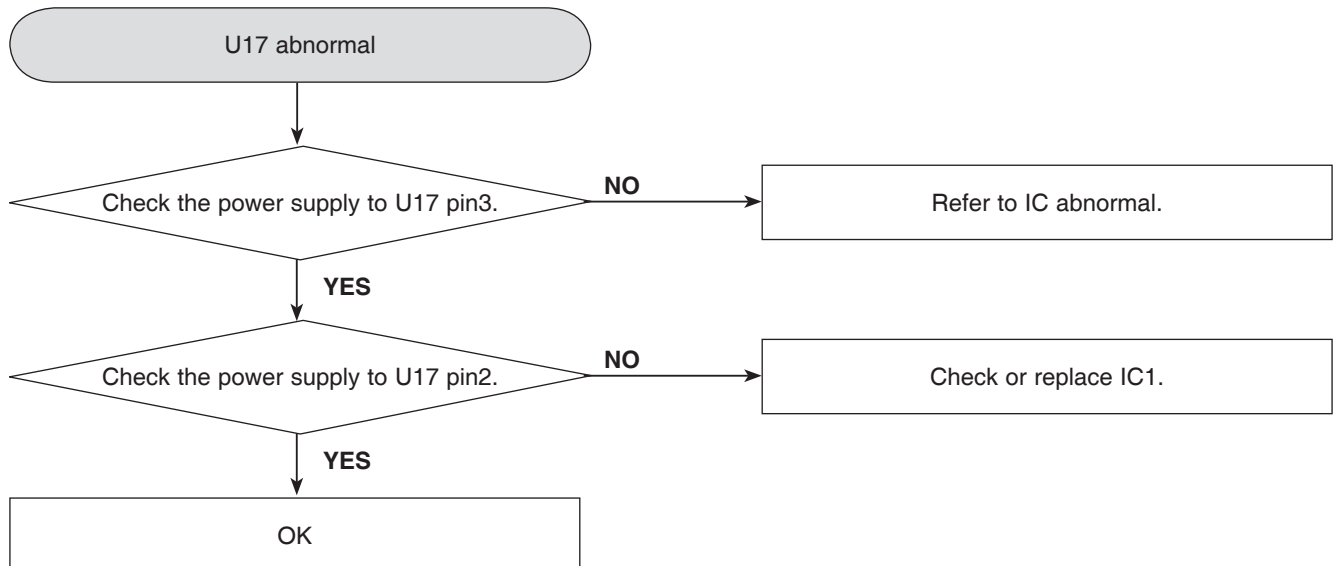 U17 abnormal
Check the power supply to U17 pin3.
NO
Refer to IC abnormal.
YES
Check the power supply to U17 pin2.
NO
Check or replace IC1.
YES
OK